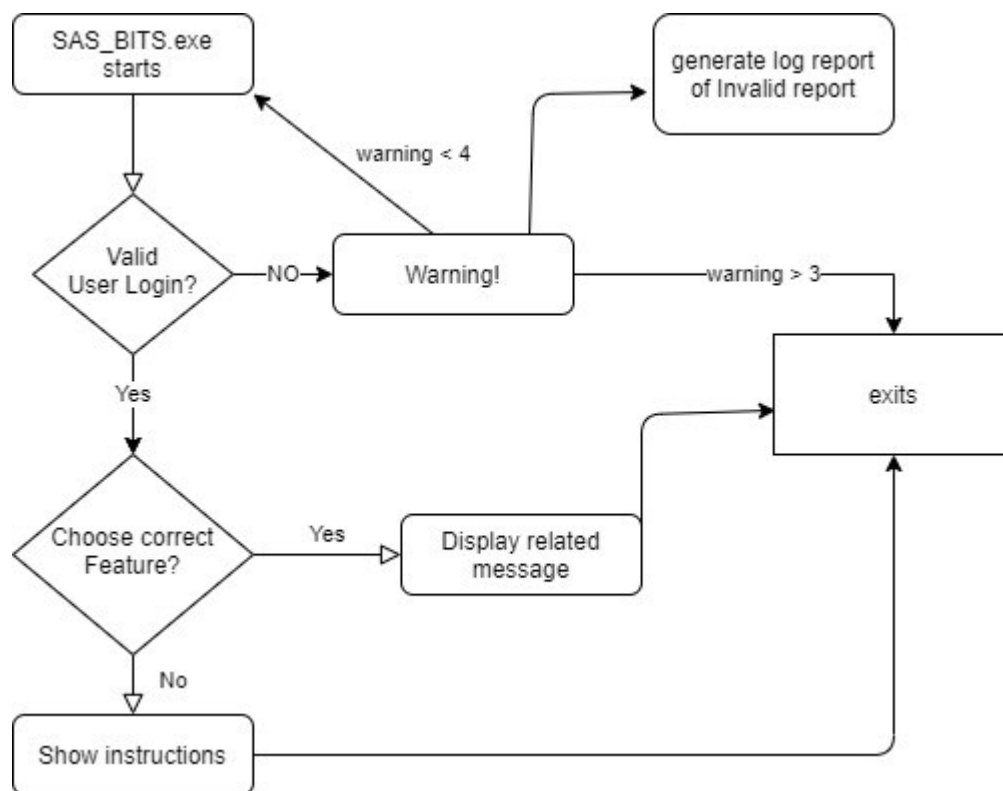 SAS_BITS.exe
starts
generate log report
of Invalid report
warning < 4
Valid
User Login?
NO
Warning!
warning > 3
Yes
exits
Choose correct
Feature?
Yes
Display related
message
No
Show instructions